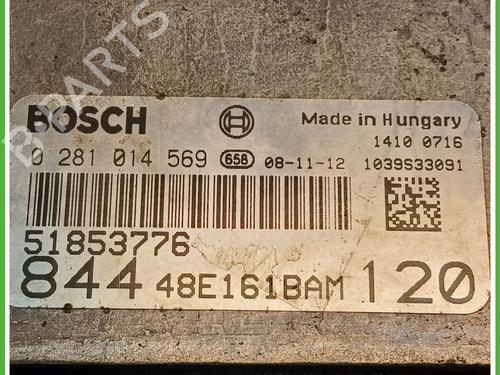 BOSCH
Made in Hungary
1410 0716
0 281 014 569 658 08-11-12 1039S33091
51853776
844 48E161BAM 120